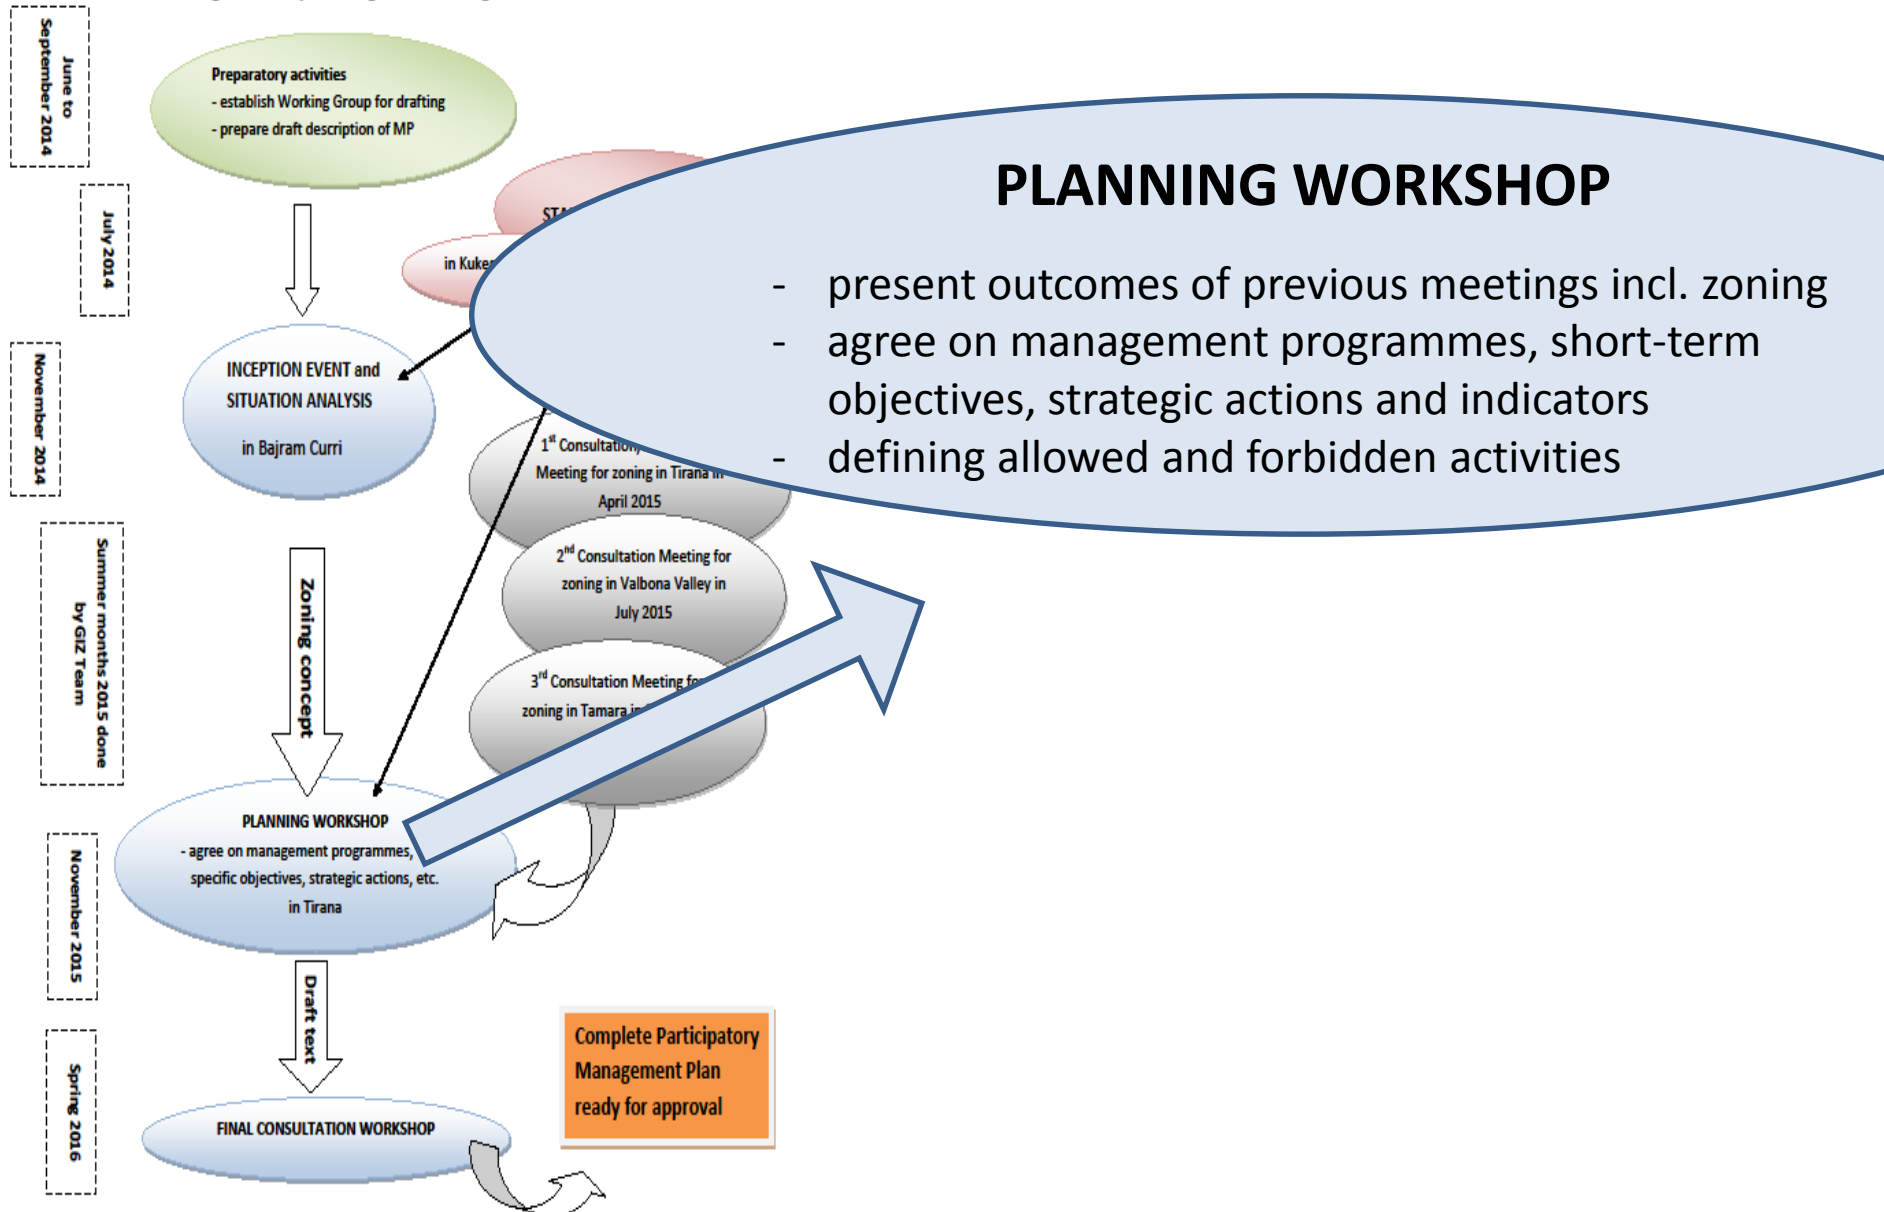 June to
September 2014
Preparatory activities
- establish Working Group for drafting
- prepare draft description of MP
July 2014
in
PLANNING WORKSHOP
- present outcomes of previous meetings incl. zoning
- agree on management programmes, short-term
objectives, strategic actions and indicators
- defining allowed and forbidden activities
November 2014
INCEPTION EVENT and
SITUATION ANALYSIS
in Bajram Curri
1st Consultation,
Meeting for zoning in Tirana in
April 2015
2nd Consultation Meeting for
zoning in Valbona Valley in
July 2015
3rd Consultation Meeting for
zoning in Tamara in
Summer months 2015 done
by GIZ Team
Zoning concept
PLANNING WORKSHOP
- agree on management programmes,
specific objectives, strategic actions, etc.
in Tirana
November 2015
Draft text
Spring 2016
FINAL CONSULTATION WORKSHOP
Complete Participatory
Management Plan
ready for approval